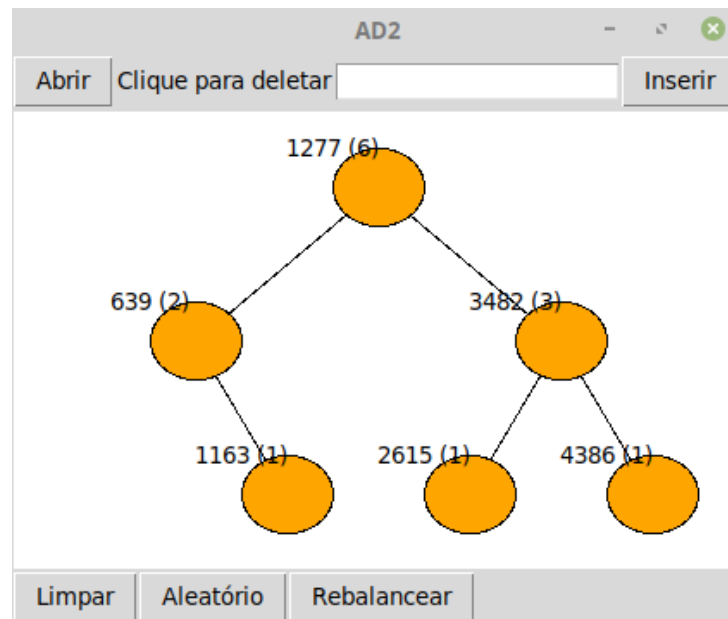 AD2
Abrir Clique para deletar Inserir
1277 (6)
639 (2) 3482 (3)
1163 (1) 2615 (1) 4386 (1)
Limpar Aleatório Rebalancear